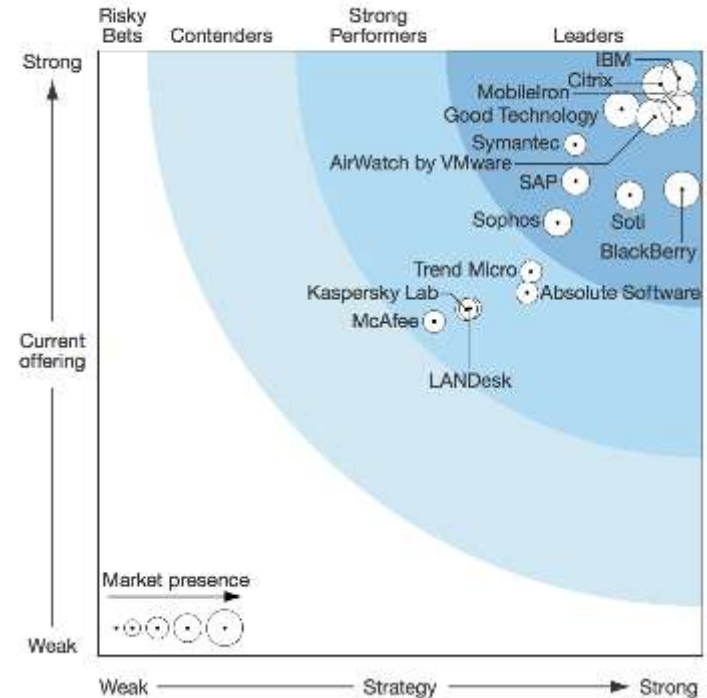 Risky
Bets
Contenders
Strong
Performers
Leaders
Strong
IBM
Citrix
MobileIron
Good Technology
Symantec
AirWatch by VMware
SAP
Sophos
Soti
BlackBerry
Trend Micro
Kaspersky Lab
Absolute Software
McAfee
LANDesk
Current
offering
Market presence
Weak
Weak
Strategy
Strong